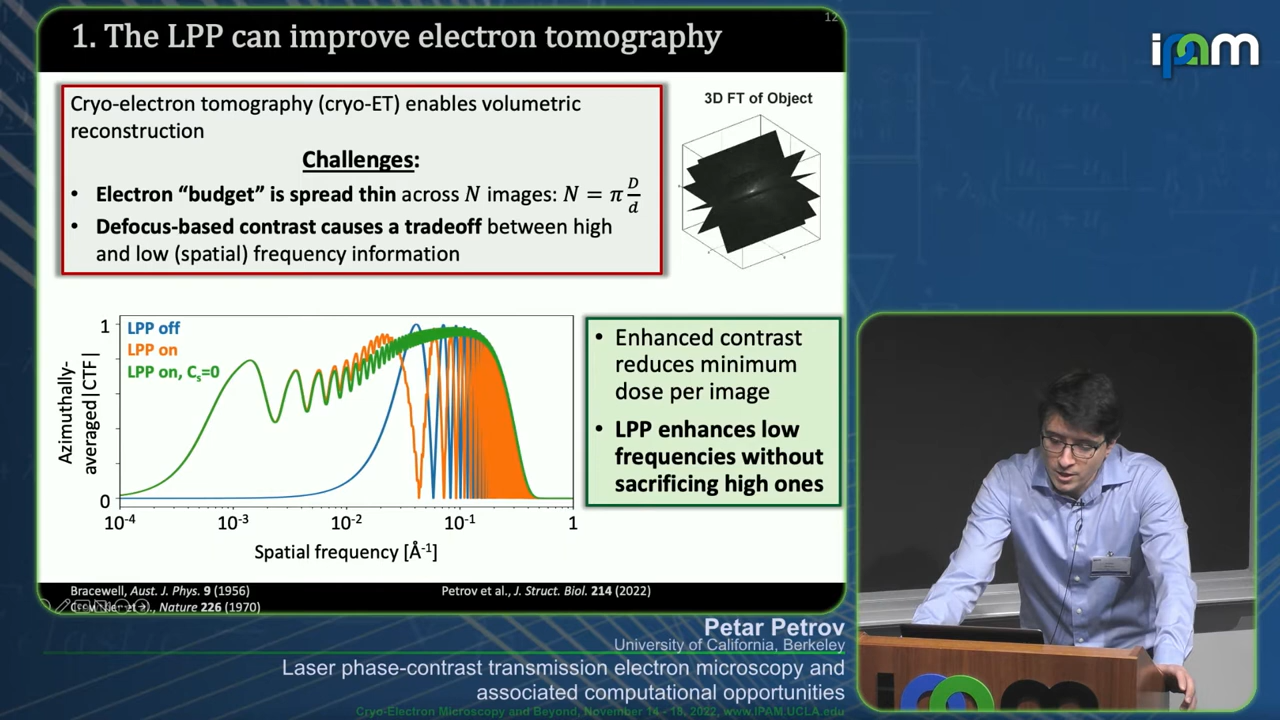 12
1. The LPP can improve electron tomography
Cryo-electron tomography (cryo-ET) enables volumetric
reconstruction
Challenges:
• Electron “budget” is spread thin across N images: N = π D/d
• Defocus-based contrast causes a tradeoff between high
and low (spatial) frequency information
3D FT of Object
LPP off
LPP on
LPP on, Cs=0
Azimuthally-
averaged|CTF|
1
0
10-4
10-3
10-2
10-1
1
Spatial frequency [Å-1]
• Enhanced contrast
reduces minimum
dose per image
• LPP enhances low
frequencies without
sacrificing high ones
Bracewell, Aust. J. Phys. 9 (1956)
Nature 226 (1970)
Petrov et al., J. Struct. Biol. 214 (2022)
ipam
Petar Petrov
University of California, Berkeley
Laser phase-contrast transmission electron microscopy and
associated computational opportunities
Cryo-Electron Microscopy and Beyond, November 14 - 18, 2022, www.IPAM.UCLA.edu